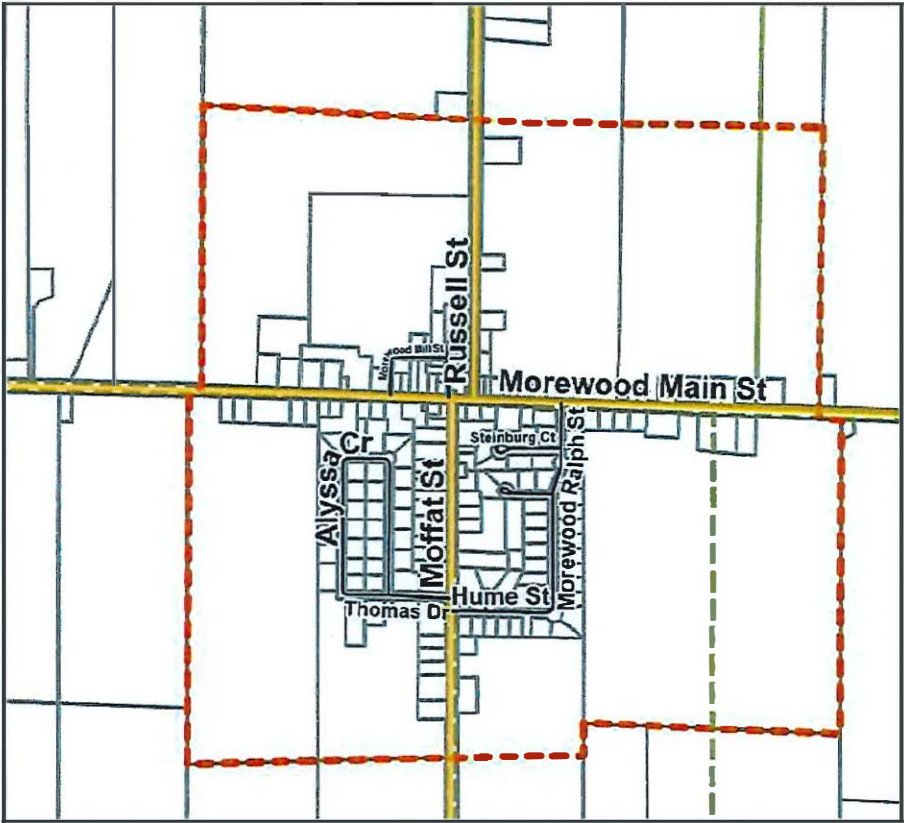 Russell St
Morewood Mill St
Morewood Main St
Steinburg Ct
Alyssa Cr
Moffat St
Morewood Ralph St
Hume St
Thomas Dr